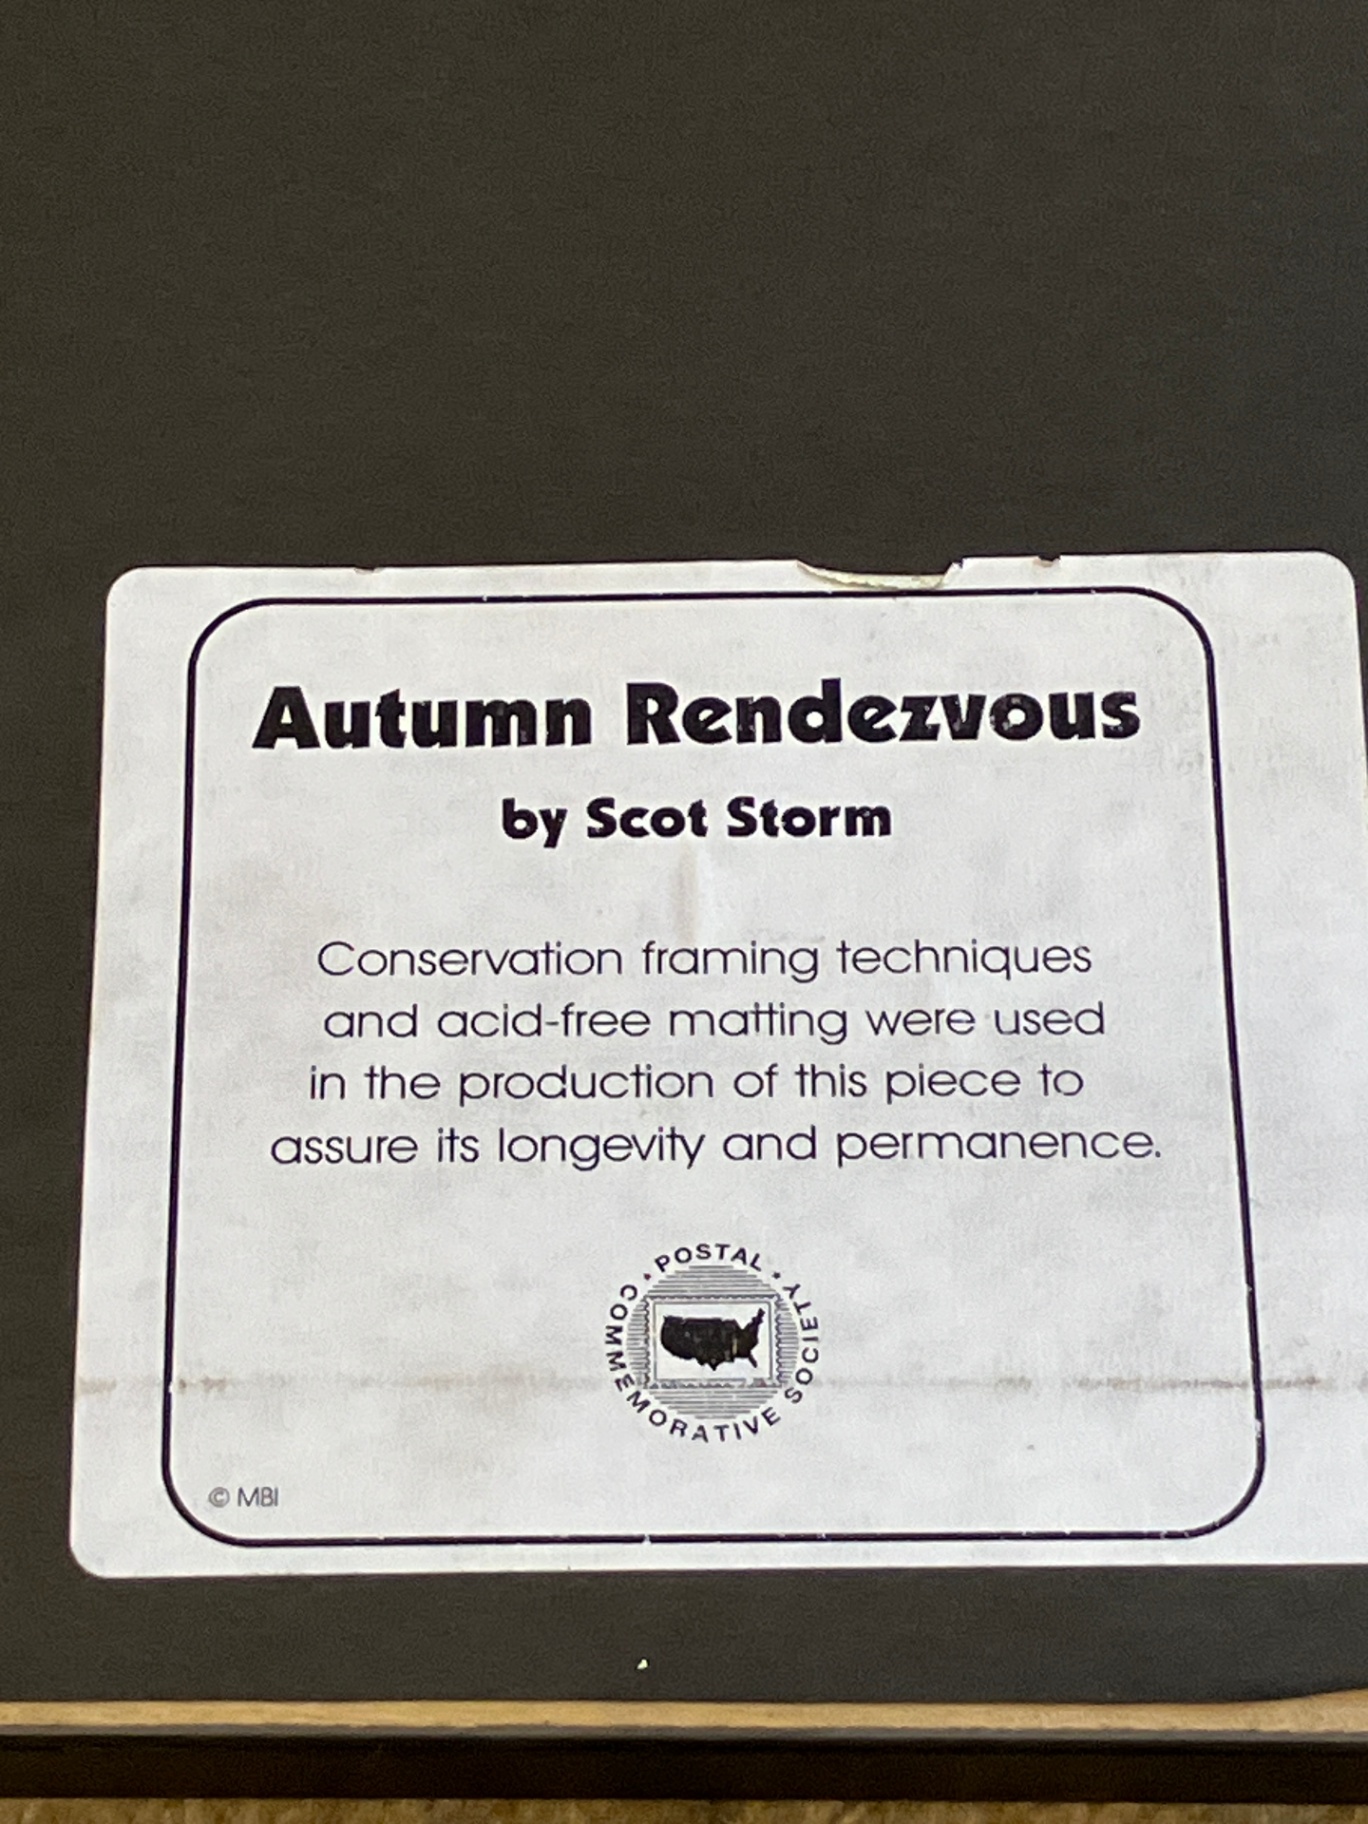 Autumn Rendezvous
by Scot Storm
Conservation framing techniques
and acid-free matting were used
in the production of this piece to
assure its longevity and permanence.
• POSTAL •
COMMEMORATIVE SOCIETY
© MBI